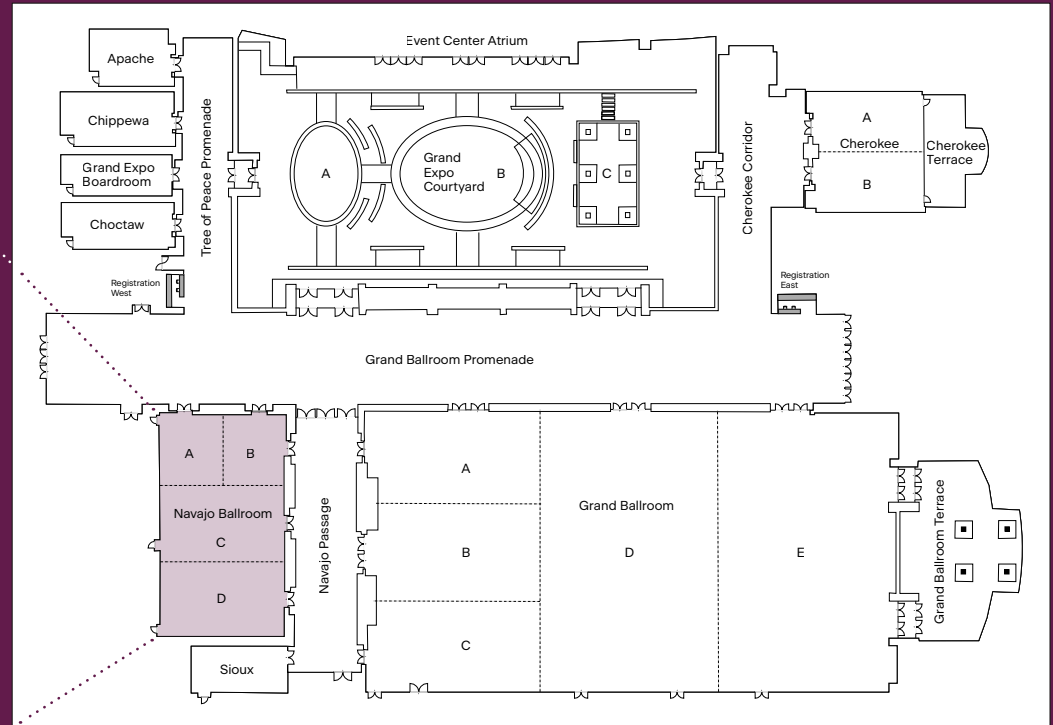 Event Center Atrium
Apache
Chippewa
Grand Expo
Boardroom
Choctaw
Tree of Peace Promenade
A
Grand
Expo
Courtyard
B
C
Cherokee Corridor
A
Cherokee
B
Cherokee
Terrace
Registration
West
Registration
East
Grand Ballroom Promenade
A
B
Navajo Ballroom
C
D
Navajo Passage
Sioux
A
B
C
Grand Ballroom
D
E
Grand Ballroom Terrace